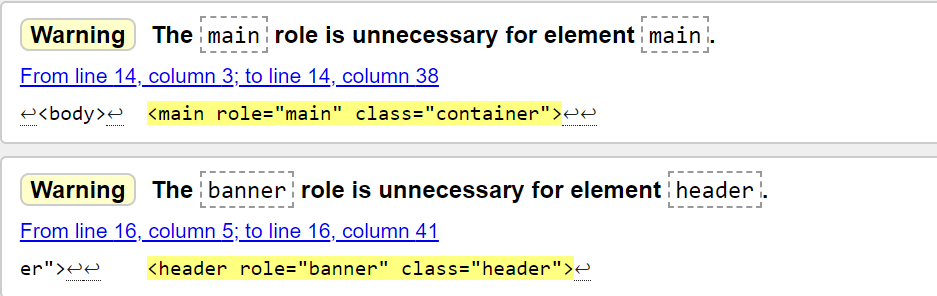 Warning The main role is unnecessary for element main.
From line 14, column 3; to line 14, column 38
↩<body>↩ <main role="main" class="container">↩↩
Warning The banner role is unnecessary for element header.
From line 16, column 5; to line 16, column 41
er">↩↩ <header role="banner" class="header">↩